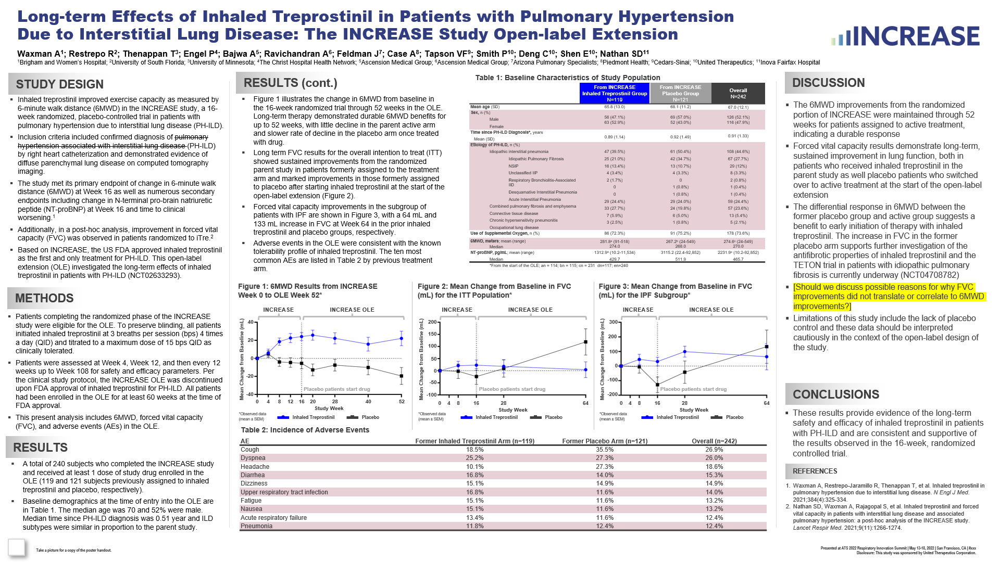 Long-term Effects of Inhaled Treprostinil in Patients with Pulmonary Hypertension
Due to Interstitial Lung Disease: The INCREASE Study Open-label Extension
INCREASE
Waxman A1; Restrepo R2; Thenappan T3; Engel P4; Bajwa A5; Ravichandran A6; Feldman J7; Case A8; Tapson VF9; Smith P10; Deng C10; Shen E10; Nathan SD11
1Brigham and Women's Hospital; 2University of South Florida; 3University of Minnesota; 4The Christ Hospital Health Network; 5Ascension Medical Group; 6Ascension Medical Group; 7Arizona Pulmonary Specialists; 8Piedmont Health; 9Cedars-Sinai; 10United Therapeutics; 11Inova Fairfax Hospital
STUDY DESIGN
▪ Inhaled treprostinil improved exercise capacity as measured by
6-minute walk distance (6MWD) in the INCREASE study, a 16-
week randomized, placebo-controlled trial in patients with
pulmonary hypertension due to interstitial lung disease (PH-ILD).
▪ Inclusion criteria included confirmed diagnosis of pulmonary
hypertension associated with interstitial lung disease (PH-ILD)
by right heart catheterization and demonstrated evidence of
diffuse parenchymal lung disease on computed tomography
imaging.
▪ The study met its primary endpoint of change in 6-minute walk
distance (6MWD) at Week 16 as well as numerous secondary
endpoints including change in N-terminal pro-brain natriuretic
peptide (NT-proBNP) at Week 16 and time to clinical
worsening.1
▪ Additionally, in a post-hoc analysis, improvement in forced vital
capacity (FVC) was observed in patients randomized to iTre.2
▪ Based on INCREASE, the US FDA approved inhaled treprostinil
as the first and only treatment for PH-ILD. This open-label
extension (OLE) investigated the long-term effects of inhaled
treprostinil in patients with PH-ILD (NCT02633293).
METHODS
▪ Patients completing the randomized phase of the INCREASE
study were eligible for the OLE. To preserve blinding, all patients
initiated inhaled treprostinil at 3 breaths per session (bps) 4 times
a day (QID) and titrated to a maximum dose of 15 bps QID as
clinically tolerated.
▪ Patients were assessed at Week 4, Week 12, and then every 12
weeks up to Week 108 for safety and efficacy parameters. Per
the clinical study protocol, the INCREASE OLE was discontinued
upon FDA approval of inhaled treprostinil for PH-ILD. All patients
had been enrolled in the OLE for at least 60 weeks at the time of
FDA approval.
▪ This present analysis includes 6MWD, forced vital capacity
(FVC), and adverse events (AEs) in the OLE.
RESULTS
▪ A total of 240 subjects who completed the INCREASE study
and received at least 1 dose of study drug enrolled in the
OLE (119 and 121 subjects previously assigned to inhaled
treprostinil and placebo, respectively).
▪ Baseline demographics at the time of entry into the OLE are
in Table 1. The median age was 70 and 52% were male.
Median time since PH-ILD diagnosis was 0.51 year and ILD
subtypes were similar in proportion to the parent study.
RESULTS (cont.)
▪ Figure 1 illustrates the change in 6MWD from baseline in
the 16-week randomized trial through 52 weeks in the OLE.
Long-term therapy demonstrated durable 6MWD benefits for
up to 52 weeks, with little decline in the parent active arm
and slower rate of decline in the placebo arm once treated
with drug.
▪ Long term FVC results for the overall intention to treat (ITT)
showed sustained improvements from the randomized
parent study in patients formerly assigned to the treatment
arm and marked improvements in those formerly assigned
to placebo after starting inhaled treprostinil at the start of the
open-label extension (Figure 2).
▪ Forced vital capacity improvements in the subgroup of
patients with IPF are shown in Figure 3, with a 64 mL and
133 mL increase in FVC at Week 64 in the prior inhaled
treprostinil and placebo groups, respectively.
▪ Adverse events in the OLE were consistent with the known
tolerability profile of inhaled treprostinil. The ten most
common AEs are listed in Table 2 by previous treatment
arm.
Table 1: Baseline Characteristics of Study Population
From INCREASE Inhaled Treprostinil Group N=119 From INCREASE Placebo Group N=121 Overall N=242
Mean age (SD) 65.8 (13.0) 68.1 (11.2) 67.0 (12.1)
Sex, n (%)
Male 56 (47.1%) 69 (57.0%) 126 (52.1%)
Female 63 (52.9%) 52 (43.0%) 116 (47.9%)
Time since PH-ILD Diagnosis*, years
Mean (SD) 0.89 (1.14) 0.92 (1.49) 0.91 (1.33)
Etiology of PH-ILD, n (%)
Idiopathic interstitial pneumonia 47 (39.5%) 61 (50.4%) 108 (44.6%)
Idiopathic Pulmonary Fibrosis 25 (21.0%) 42 (34.7%) 67 (27.7%)
NSIP 16 (13.4%) 13 (10.7%) 29 (12%)
Unclassified IIP 4 (3.4%) 4 (3.3%) 8 (3.3%)
Respiratory Bronchiolitis-Associated IID 2 (1.7%) 0 2 (0.8%)
Desquamative Interstitial Pneumonia 0 1 (0.8%) 1 (0.4%)
Acute Interstitial Pneumonia 0 1 (0.8%) 1 (0.4%)
Combined pulmonary fibrosis and emphysema 29 (24.4%) 29 (24.0%) 59 (24.4%)
Connective tissue disease 33 (27.7%) 24 (19.8%) 57 (23.6%)
Chronic hypersensitivity pneumonitis 7 (5.9%) 6 (5.0%) 13 (5.4%)
Occupational lung disease 3 (2.5%) 1 (0.8%) 5 (2.1%)
Use of Supplemental Oxygen, n (%) 86 (72.3%) 91 (75.2%) 178 (73.6%)
6MWD, meters; mean (range) 281.8a (91-518) 267.2b (24-549) 274.6c (24-549)
Median 274.0 268.0 270.0
NT-proBNP, pg/mL; mean (range) 1312.9d (10.2-11,534) 3115.2 (22.4-92,852) 2231.9e (10.2-92,852)
Median 429.7 511.9 465.7
*From the start of the OLE; an = 114; bn = 115; cn = 231 dn=117; en=240
Figure 1: 6MWD Results from INCREASE
Week 0 to OLE Week 52*
INCREASE INCREASE OLE
Mean Change from Baseline (mL)
40
20
0
-20
-40
Placebo patients start drug
0 4 8 12 16 20 28 40 52
Study Week
*Observed data
(mean ± SEM)
Inhaled Treprostinil Placebo
Figure 2: Mean Change from Baseline in FVC
(mL) for the ITT Population*
INCREASE INCREASE OLE
Mean Change from Baseline (mL)
200
150
100
50
0
-50
-100
Placebo patients start drug
0 4 8 16 28 64
Study Week
*Observed data
(mean ± SEM)
Inhaled Treprostinil Placebo
Figure 3: Mean Change from Baseline in FVC
(mL) for the IPF Subgroup*
INCREASE INCREASE OLE
Mean Change from Baseline (mL)
300
200
100
0
-100
-200
Placebo patients start drug
0 4 8 16 28 64
Study Week
*Observed data
(mean ± SEM)
Inhaled Treprostinil Placebo
Table 2: Incidence of Adverse Events
AE Former Inhaled Treprostinil Arm (n=119) Former Placebo Arm (n=121) Overall (n=242)
Cough 18.5% 35.5% 26.9%
Dyspnea 25.2% 27.3% 26.0%
Headache 10.1% 27.3% 18.6%
Diarrhea 16.8% 14.0% 15.3%
Dizziness 15.1% 14.9% 14.9%
Upper respiratory tract infection 16.8% 11.6% 14.0%
Fatigue 15.1% 11.6% 13.2%
Nausea 15.1% 11.6% 13.2%
Acute respiratory failure 13.4% 11.6% 12.4%
Pneumonia 11.8% 12.4% 12.4%
DISCUSSION
▪ The 6MWD improvements from the randomized
portion of INCREASE were maintained through 52
weeks for patients assigned to active treatment,
indicating a durable response
▪ Forced vital capacity results demonstrate long-term,
sustained improvement in lung function, both in
patients who received inhaled treprostinil in the
parent study as well placebo patients who switched
over to active treatment at the start of the open-label
extension
▪ The differential response in 6MWD between the
former placebo group and active group suggests a
benefit to early initiation of therapy with inhaled
treprostinil. The increase in FVC in the former
placebo arm supports further investigation of the
antifibrotic properties of inhaled treprostinil and the
TETON trial in patients with idiopathic pulmonary
fibrosis is currently underway (NCT04708782)
▪ [Should we discuss possible reasons for why FVC
improvements did not translate or correlate to 6MWD
improvements?]
▪ Limitations of this study include the lack of placebo
control and these data should be interpreted
cautiously in the context of the open-label design of
the study.
CONCLUSIONS
▪ These results provide evidence of the long-term
safety and efficacy of inhaled treprostinil in patients
with PH-ILD and are consistent and supportive of
the results observed in the 16-week, randomized
controlled trial.
REFERENCES
1. Waxman A, Restrepo-Jaramillo R, Thenappan T, et al. Inhaled treprostinil in
pulmonary hypertension due to interstitial lung disease. N Engl J Med.
2021;384(4):325-334.
2. Nathan SD, Waxman A, Rajagopal S, et al. Inhaled treprostinil and forced
vital capacity in patients with interstitial lung disease and associated
pulmonary hypertension: a post-hoc analysis of the INCREASE study.
Lancet Respir Med. 2021;9(11):1266-1274.
Take a picture for a copy of the poster handout.
Presented at ATS 2022 Respiratory Innovation Summit | May 13-18, 2022 | San Francisco, CA | #xxx
Disclosure: This study was sponsored by United Therapeutics Corporation.